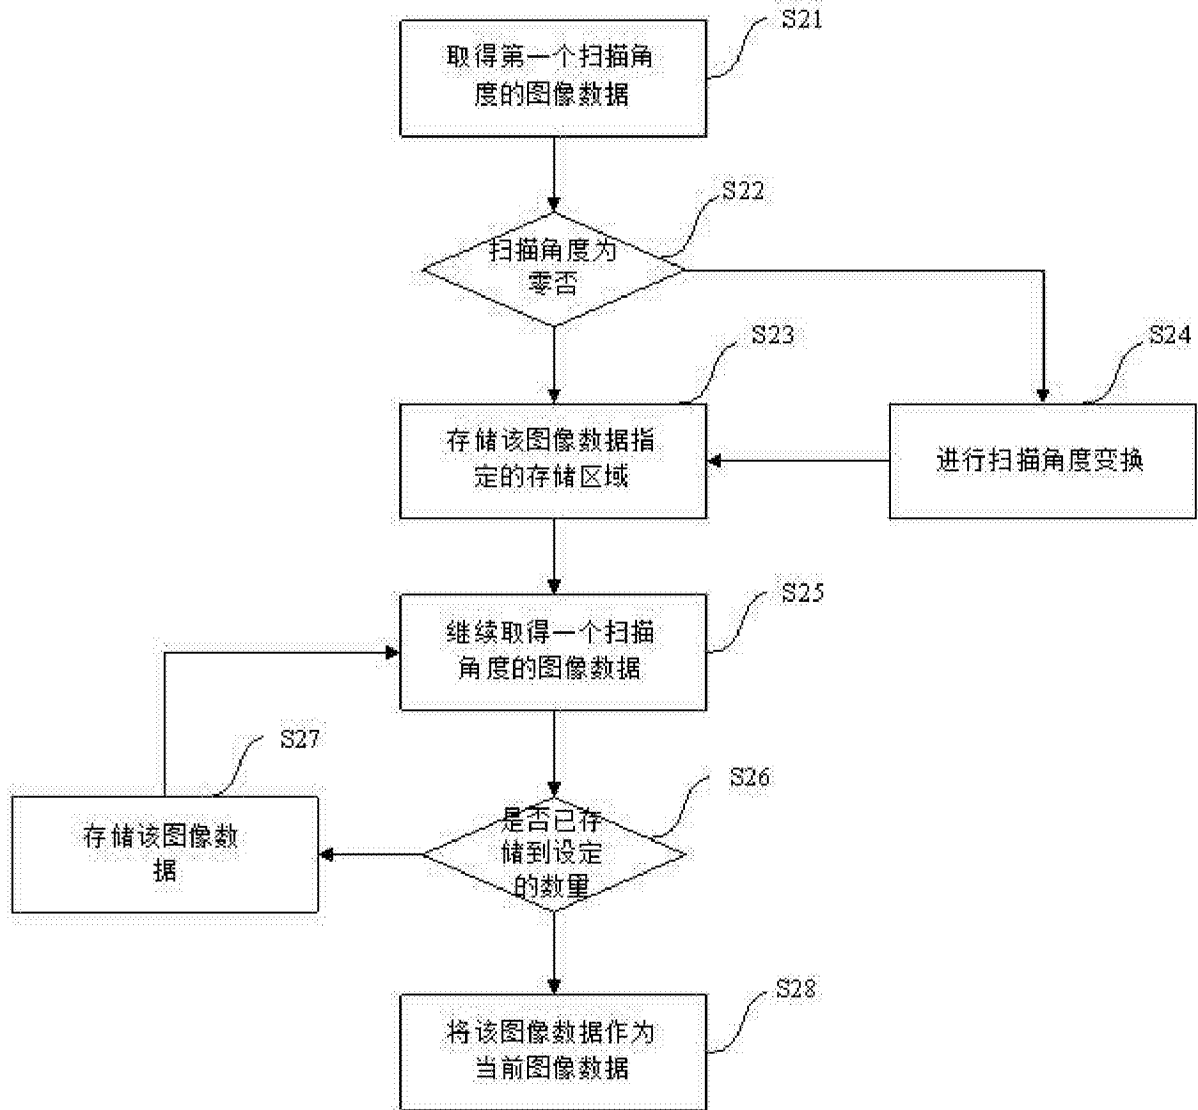 S21
取得第一个扫描角
度的图像数据
S22
扫描角度为
零否
S23
S24
存储该图像数据指
定的存储区域
进行扫描角度变换
S25
继续取得一个扫描
角度的图像数据
S27
S26
存储该图像数
据
是否已存
储到设定
的数量
S28
将该图像数据作为
当前图像数据